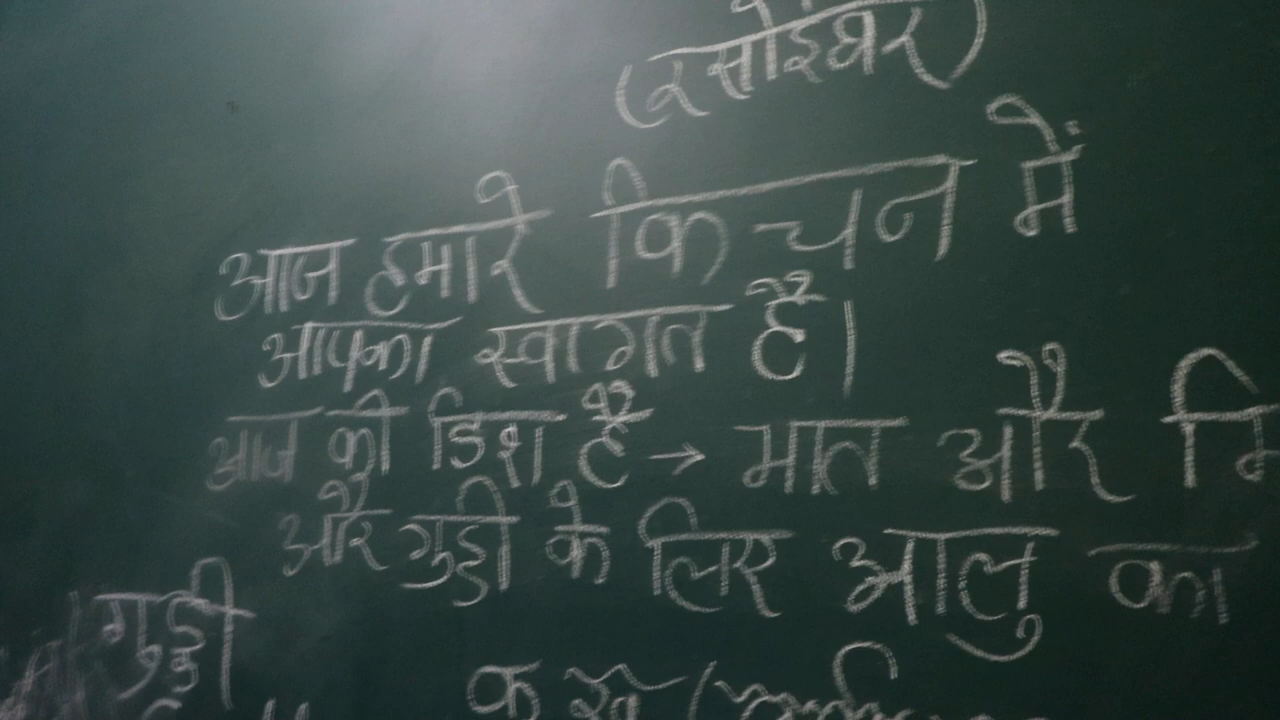 (रसोईघर)
आज हमारे किचन में
आपका स्वागत है।
आज की डिश है → मात और
और गुड्डी के लिए आलु का
गुड्डी